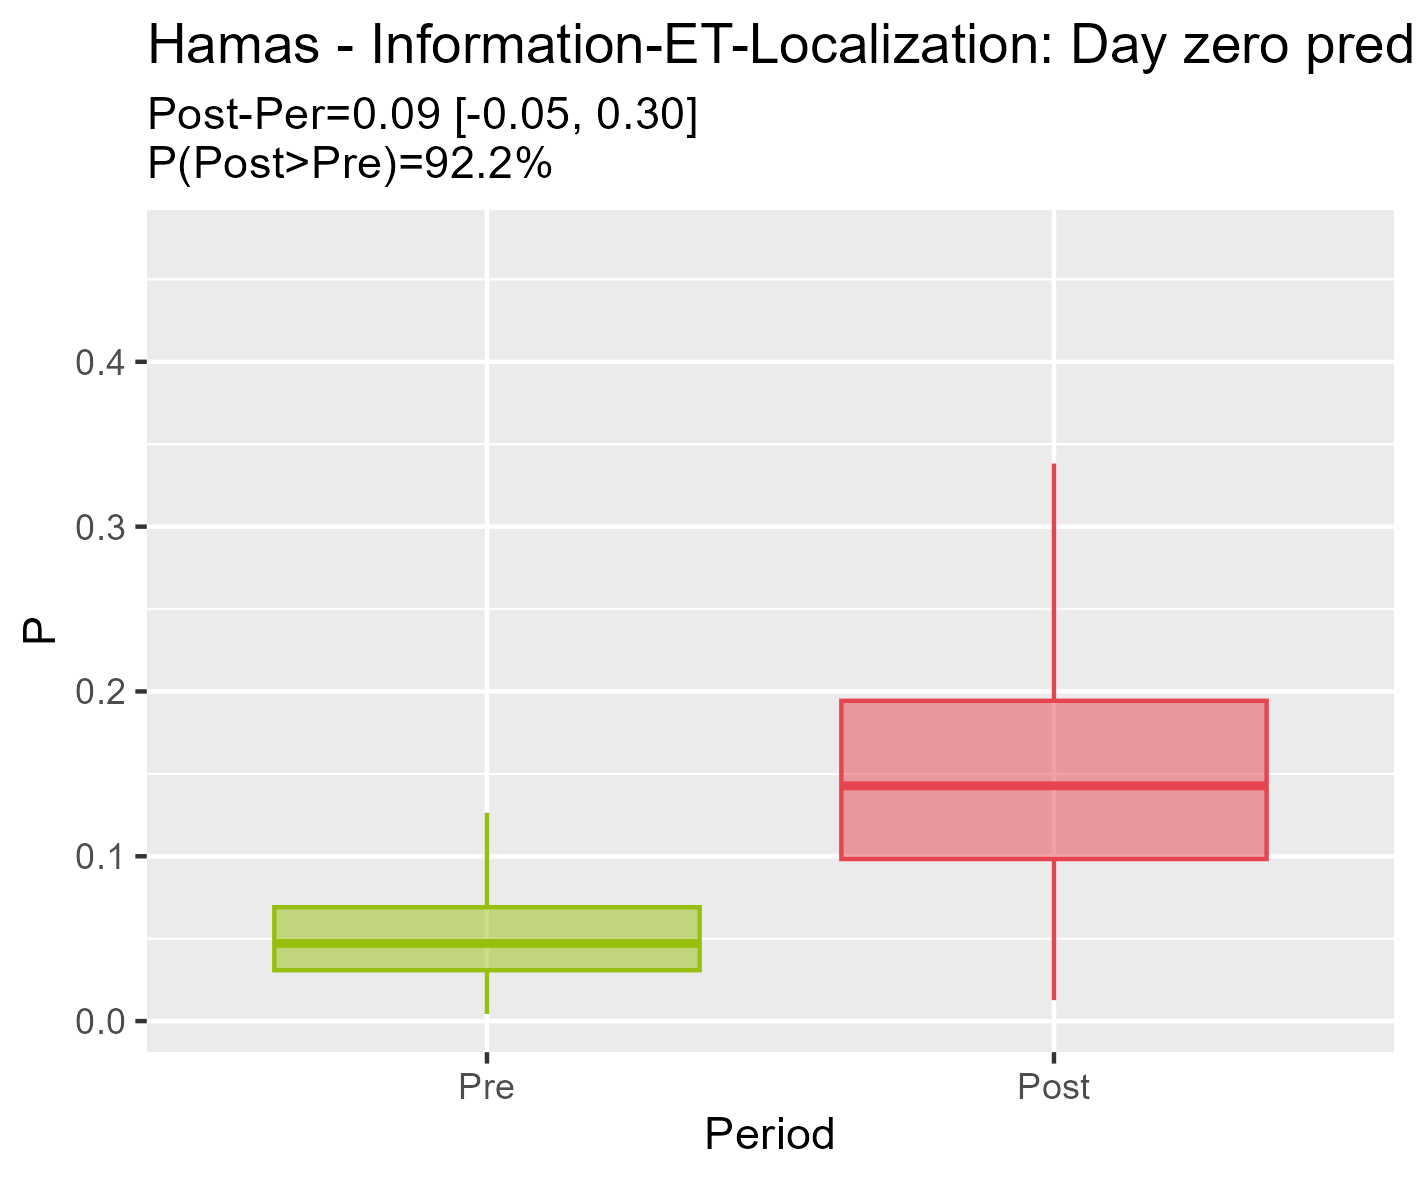 Hamas - Information-ET-Localization: Day zero pred
Post-Per=0.09 [-0.05, 0.30]
P(Post>Pre)=92.2%
0.4
0.3
0.2
0.1
0.0
P
Pre
Post
Period